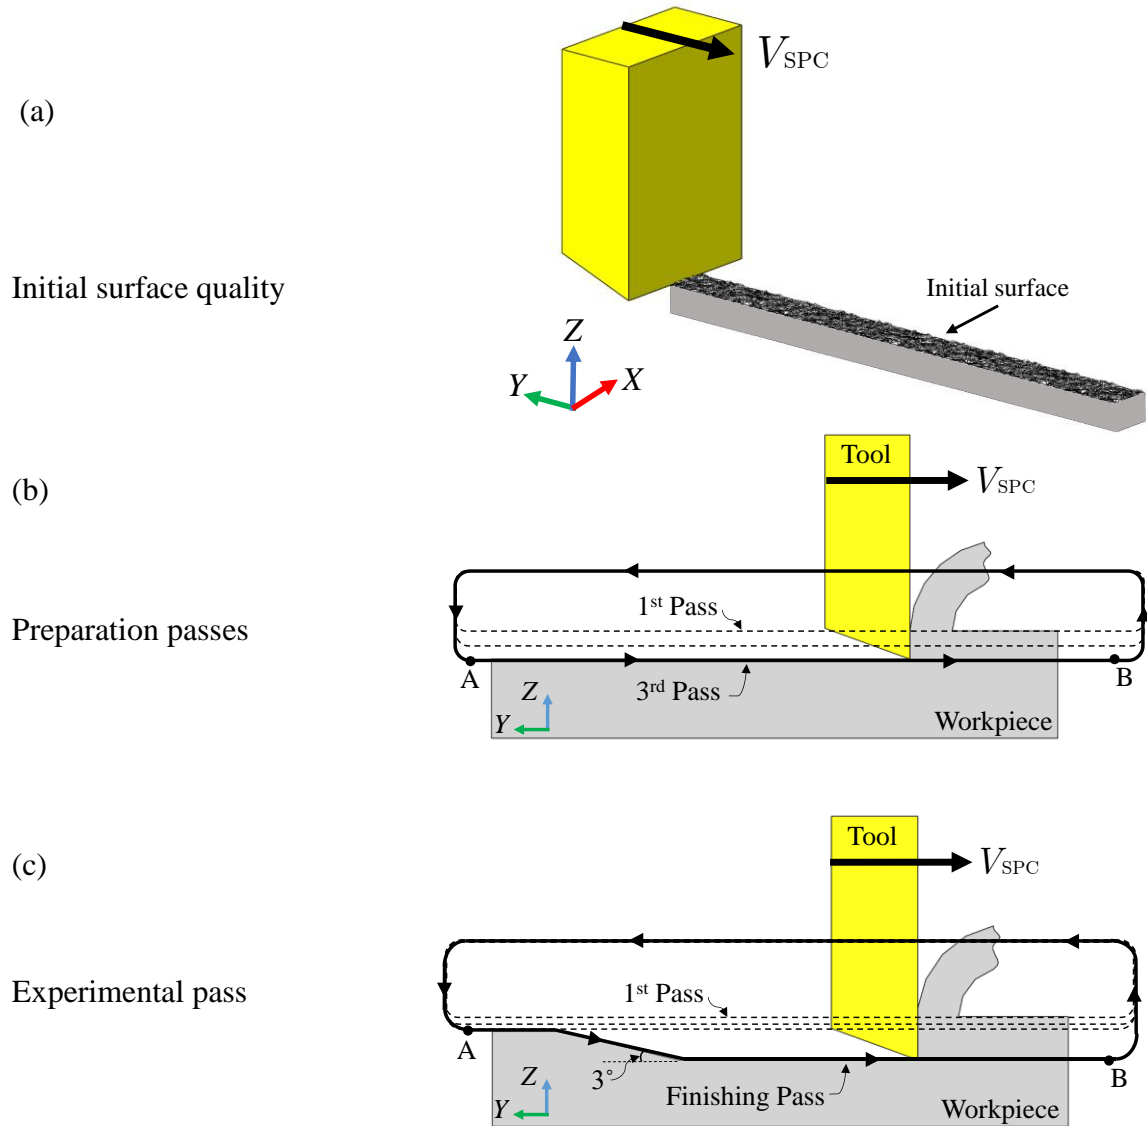 (a)
V_SPC
Initial surface quality
Initial surface
Z
Y
X
(b)
Tool
V_SPC
Preparation passes
1st Pass
A
B
3rd Pass
Z
Y
Workpiece
(c)
Tool
V_SPC
Experimental pass
1st Pass
A
B
3°
Finishing Pass
Z
Y
Workpiece